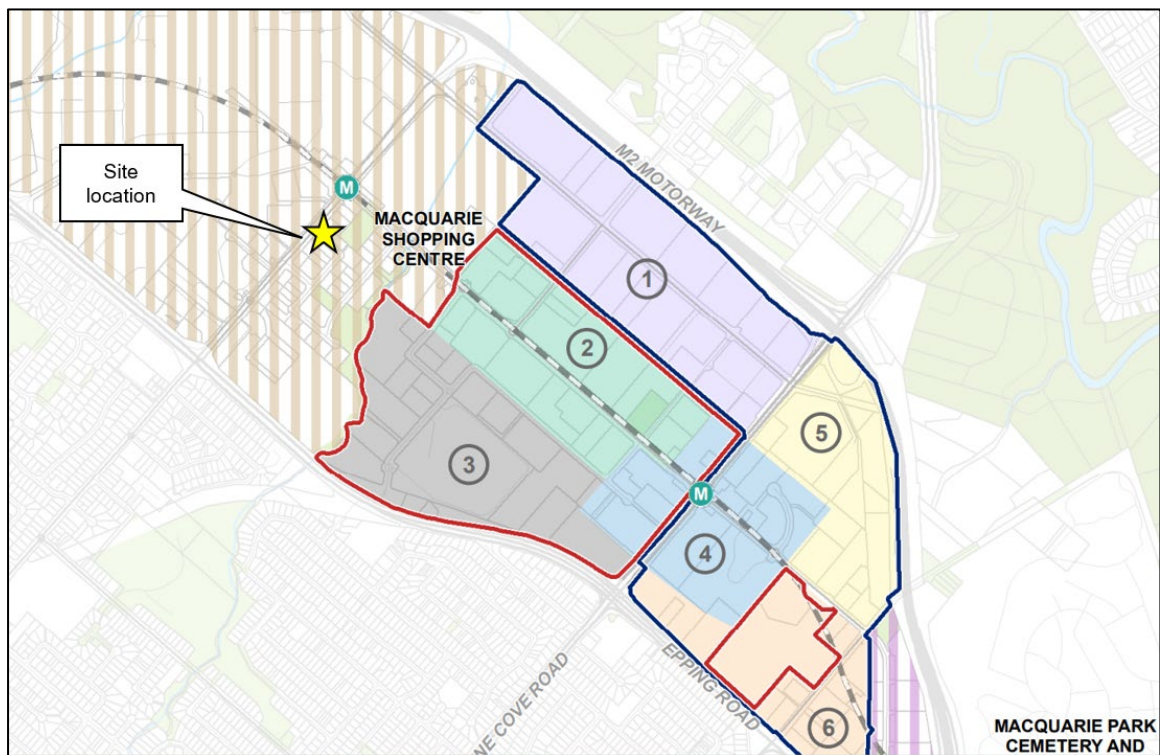 Site
location
M
MACQUARIE
SHOPPING
CENTRE
M2 MOTORWAY
1
2
3
4
5
6
M
NE COVE ROAD
EPPING ROAD
MACQUARIE PARK
CEMETERY AND